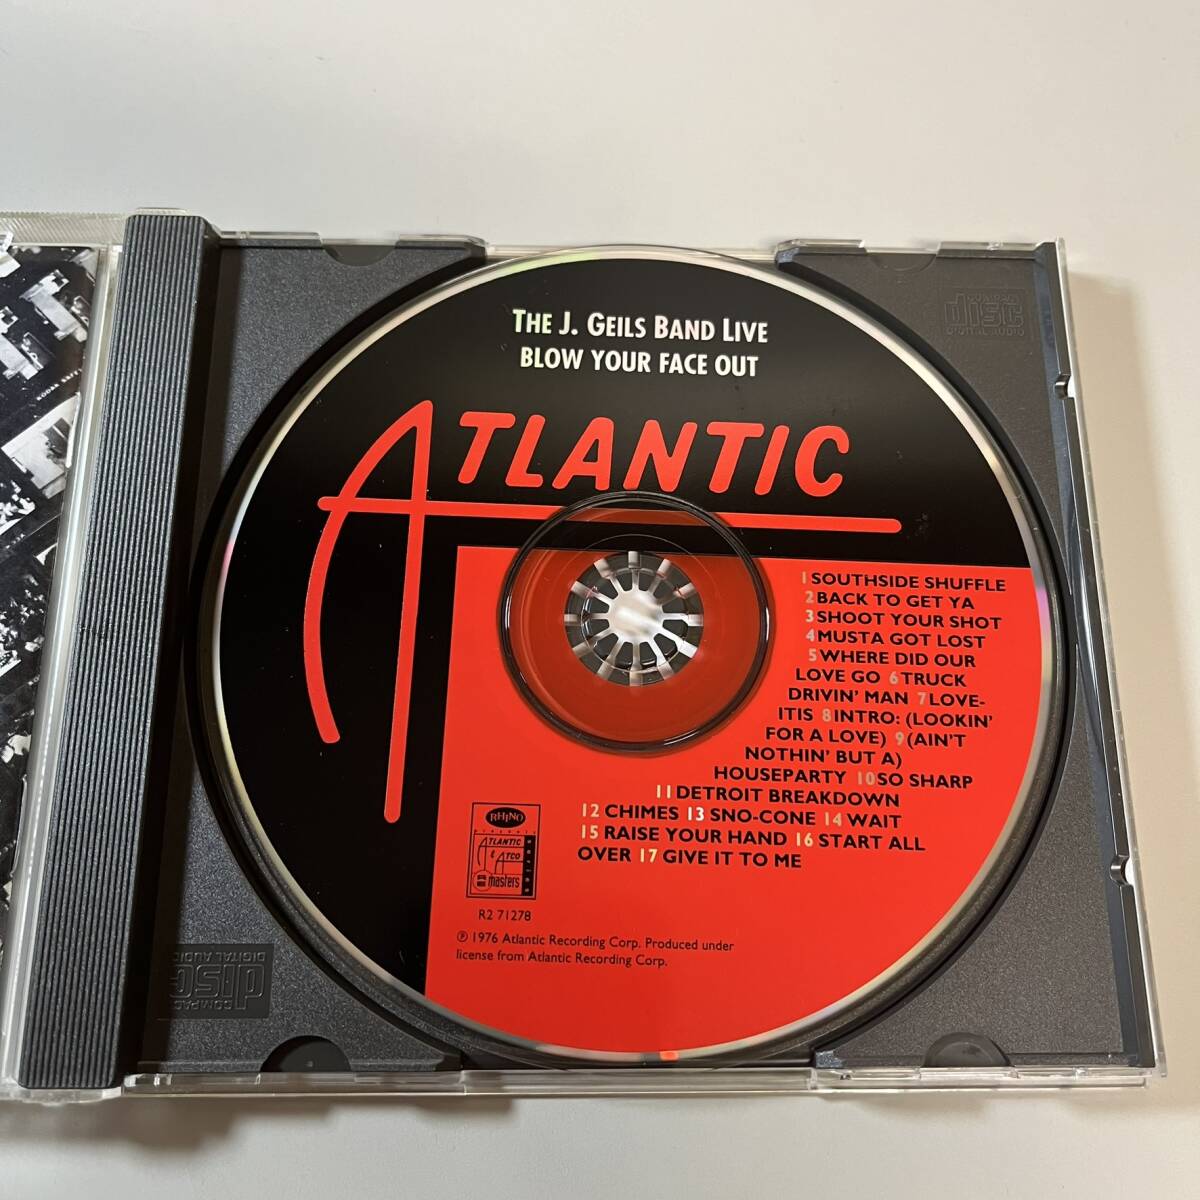 THE J. GEILS BAND LIVE
BLOW YOUR FACE OUT
ATLANTIC
1 SOUTHSIDE SHUFFLE
2 BACK TO GET YA
3 SHOOT YOUR SHOT
4 MUSTA GOT LOST
5 WHERE DID OUR
LOVE GO 6 TRUCK
DRIVIN' MAN 7 LOVE-
ITIS 8 INTRO: (LOOKIN'
FOR A LOVE) 9 (AIN'T
NOTHIN' BUT A)
HOUSEPARTY 10 SO SHARP
11 DETROIT BREAKDOWN
12 CHIMES 13 SNO-CONE 14 WAIT
15 RAISE YOUR HAND 16 START ALL
OVER 17 GIVE IT TO ME
RHINO
PRESENTS
ATLANTIC
& ATCO
masters
R2 71278
℗ 1976 Atlantic Recording Corp. Produced under
license from Atlantic Recording Corp.
disc
DIGITAL AUDIO
COMPACT
disc
DIGITAL AUDIO